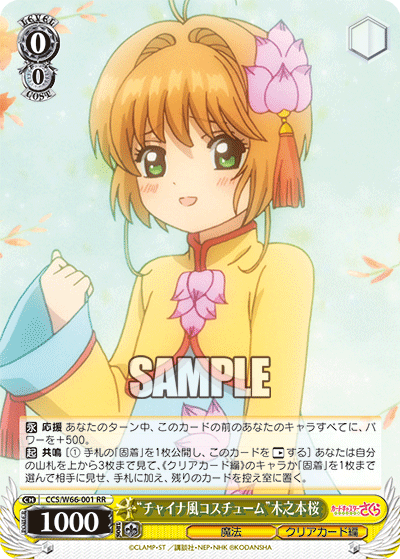 LEVEL
0
0
COST
SAMPLE
永 応援 あなたのターン中、このカードの前のあなたのキャラすべてに、パ
ワーを+500。
起 共鳴 [① 手札の「固着」を1枚公開し、このカードを する] あなたは自分
の山札を上から3枚まで見て、《クリアカード編》のキャラか「固着」を1枚まで
選んで相手に見せ、手札に加え、残りのカードを控え室に置く。
CH CCS/W66-001 RR
1000
SOUL
“チャイナ風コスチューム”木之本桜
カードキャプターさくら
魔法
クリアカード編
©CLAMP・ST / 講談社・NEP・NHK ©KODANSHA